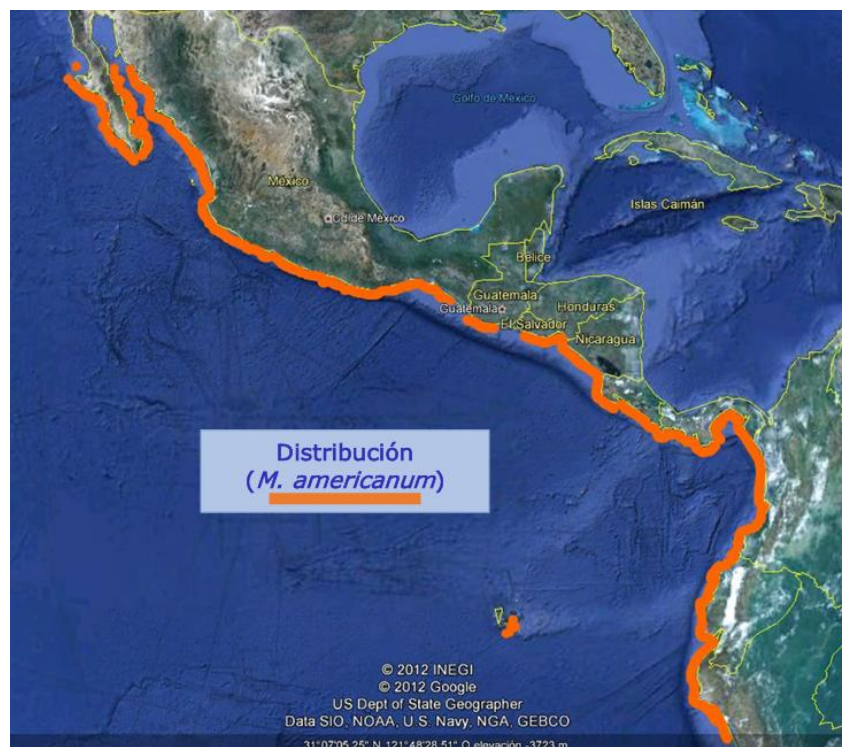 Golfo de México
México
Cd. de México
Islas Caimán
Belice
Guatemala
Honduras
Guatemala
El Salvador
Nicaragua
Distribución
(M. americanum)
© 2012 INEGI
© 2012 Google
US Dept of State Geographer
Data SIO, NOAA, U.S. Navy, NGA, GEBCO
31°07'05.25" N 121°48'28.51" O elevación -3723 m